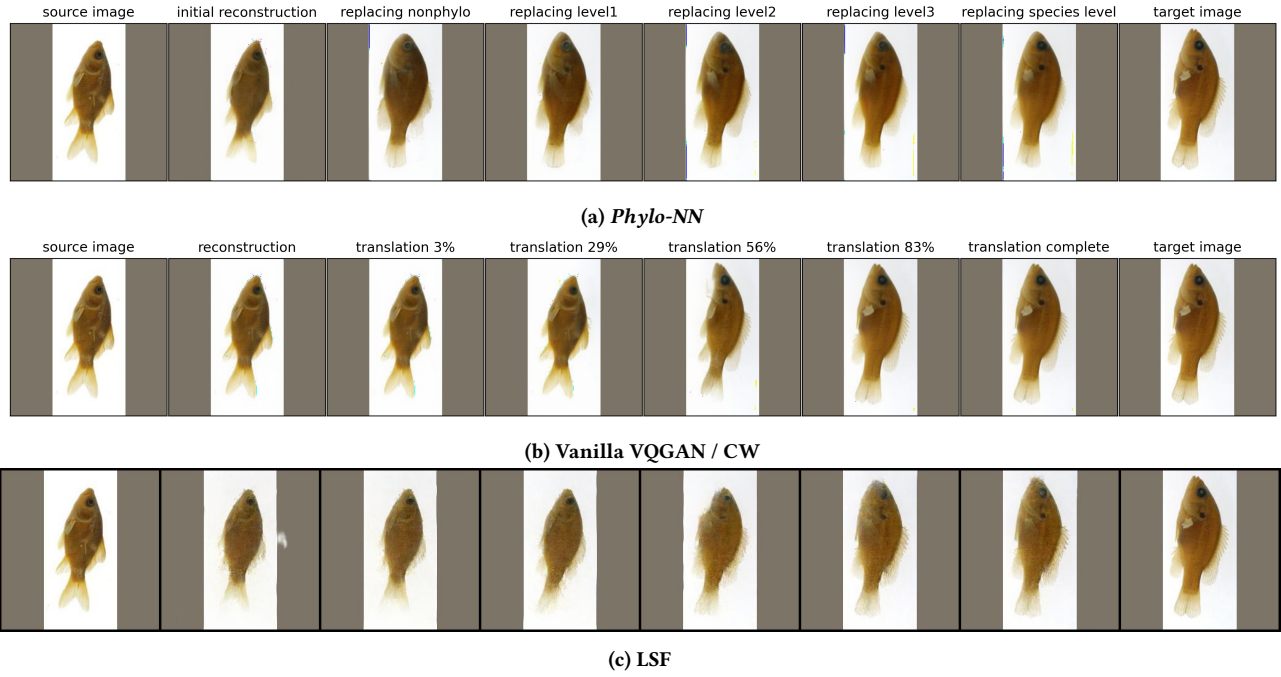 source image initial reconstruction replacing nonphylo replacing level1 replacing level2 replacing level3 replacing species level target image
(a) Phylo-NN
source image reconstruction translation 3% translation 29% translation 56% translation 83% translation complete target image
(b) Vanilla VQGAN / CW
(c) LSF